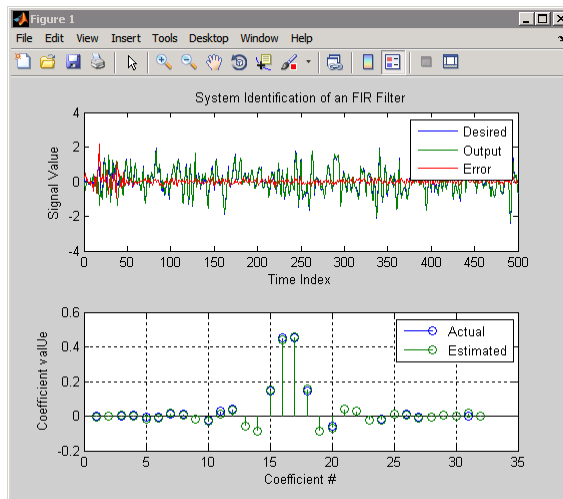 Figure 1
File Edit View Insert Tools Desktop Window Help
System Identification of an FIR Filter
Signal Value
4
2
0
-2
-4
Desired
Output
Error
0 50 100 150 200 250 300 350 400 450 500
Time Index
Coefficient valUe
0.6
0.4
0.2
0
-0.2
Actual
Estimated
0 5 10 15 20 25 30 35
Coefficient #